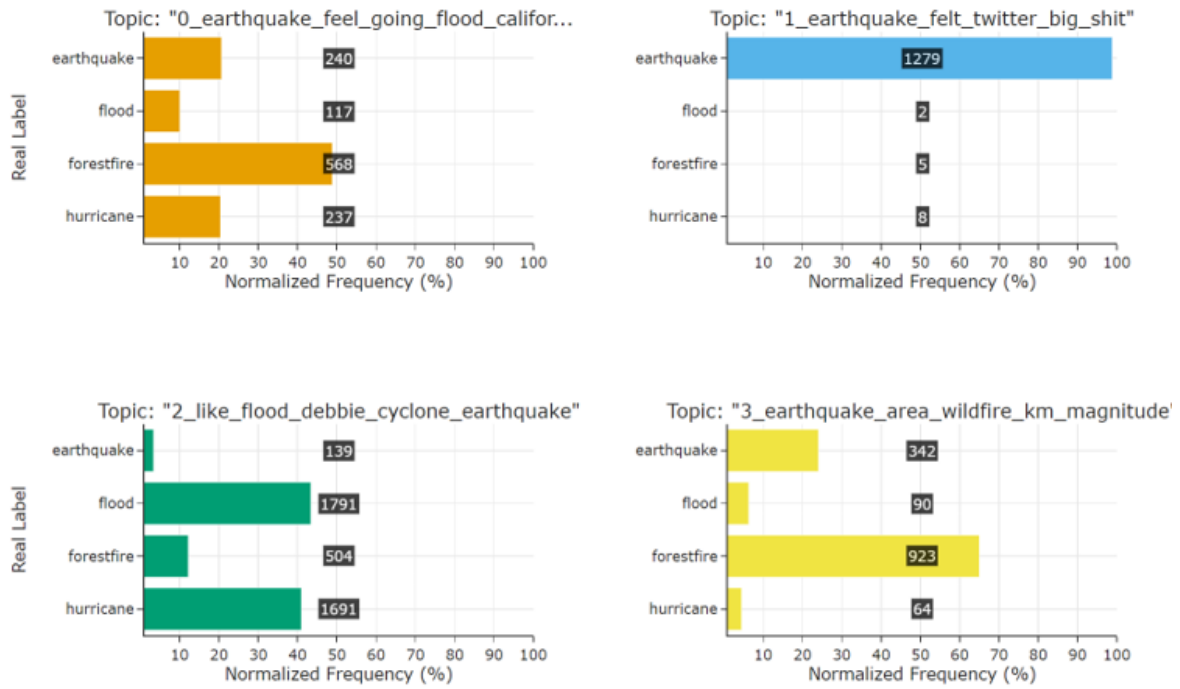 Topic: "0_earthquake_feel_going_flood_califor...
Real Label
earthquake
240
flood
117
forestfire
568
hurricane
237
10 20 30 40 50 60 70 80 90 100
Normalized Frequency (%)
Topic: "1_earthquake_felt_twitter_big_shit"
earthquake
1279
flood
2
forestfire
5
hurricane
8
10 20 30 40 50 60 70 80 90 100
Normalized Frequency (%)
Topic: "2_like_flood_debbie_cyclone_earthquake"
Real Label
earthquake
139
flood
1791
forestfire
504
hurricane
1691
10 20 30 40 50 60 70 80 90 100
Normalized Frequency (%)
Topic: "3_earthquake_area_wildfire_km_magnitude"
earthquake
342
flood
90
forestfire
923
hurricane
64
10 20 30 40 50 60 70 80 90 100
Normalized Frequency (%)